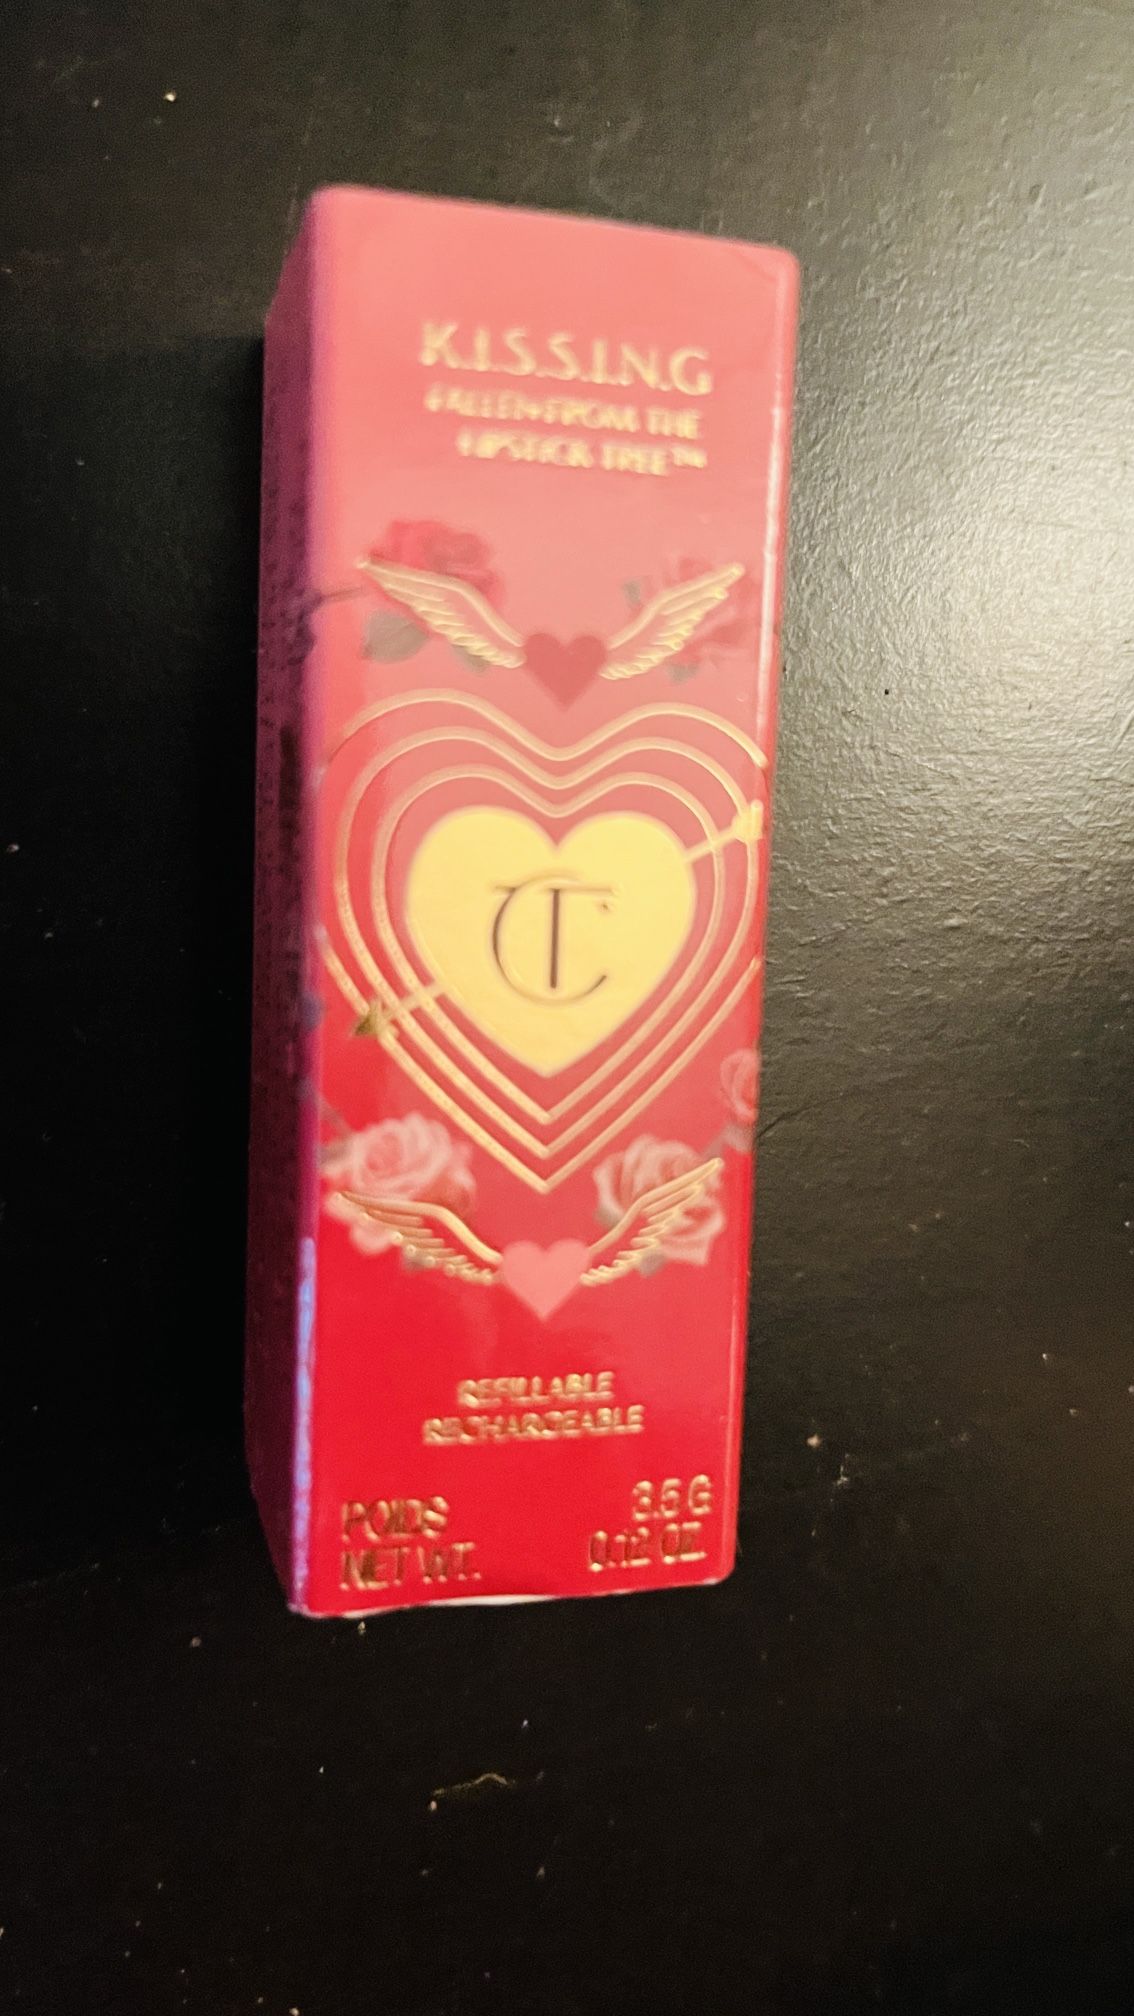 K.I.S.S.I.N.G
FALLEN FROM THE
LIPSTICK TREE™
CT
REFILLABLE
RECHARGEABLE
POIDS 3.5 G
NET WT. 0.12 OZ.